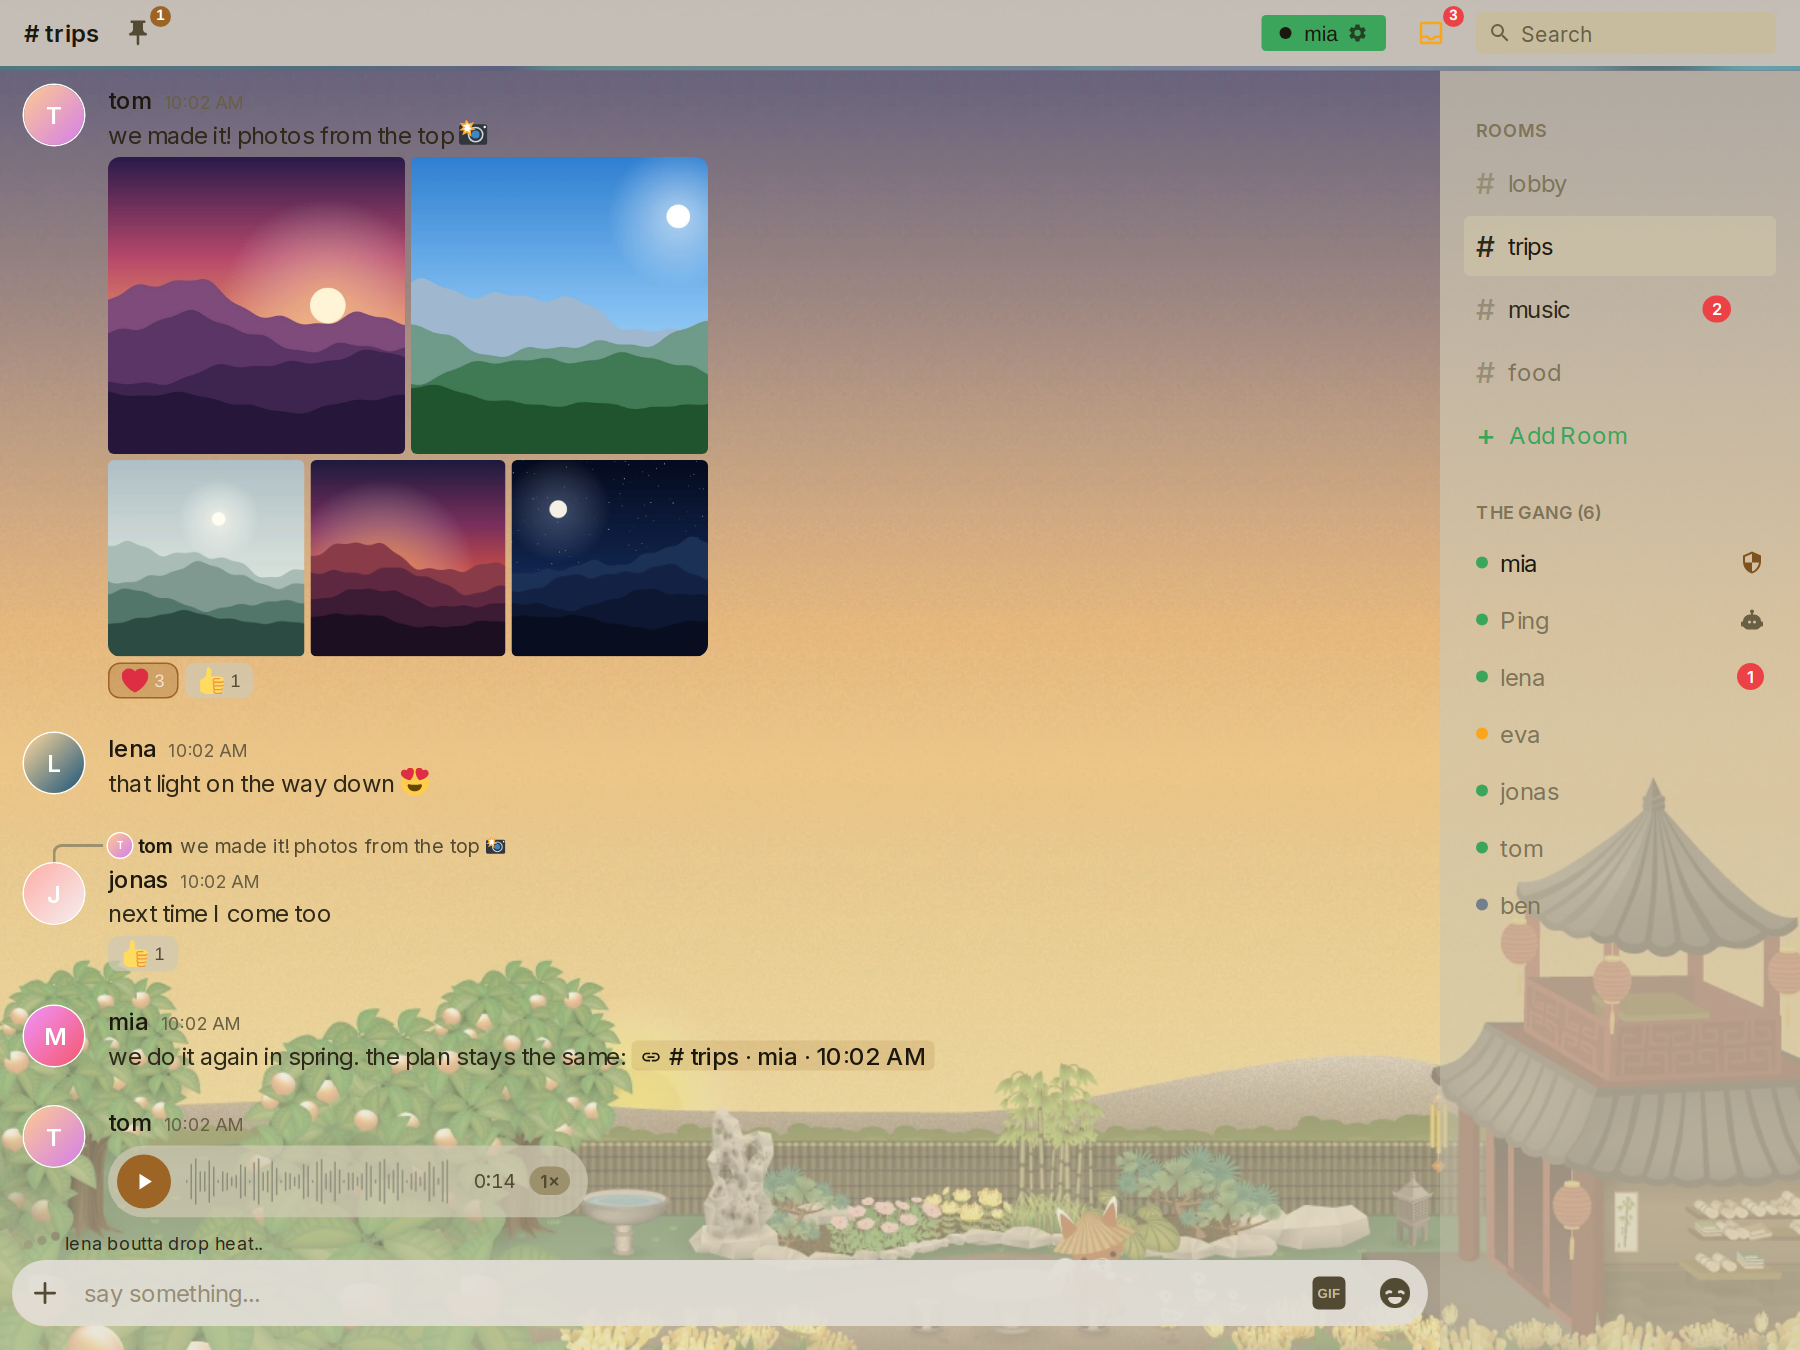 # trips
1
mia
3
Search
T
tom 10:02 AM
we made it! photos from the top 📸
❤️ 3 👍 1
L
lena 10:02 AM
that light on the way down 😍
T tom we made it! photos from the top 📸
J
jonas 10:02 AM
next time I come too
👍 1
M
mia 10:02 AM
we do it again in spring. the plan stays the same: # trips · mia · 10:02 AM
T
tom 10:02 AM
0:14 1×
lena boutta drop heat..
say something...
GIF
ROOMS
# lobby
# trips
# music 2
# food
+ Add Room
THE GANG (6)
mia
Ping
lena 1
eva
jonas
tom
ben